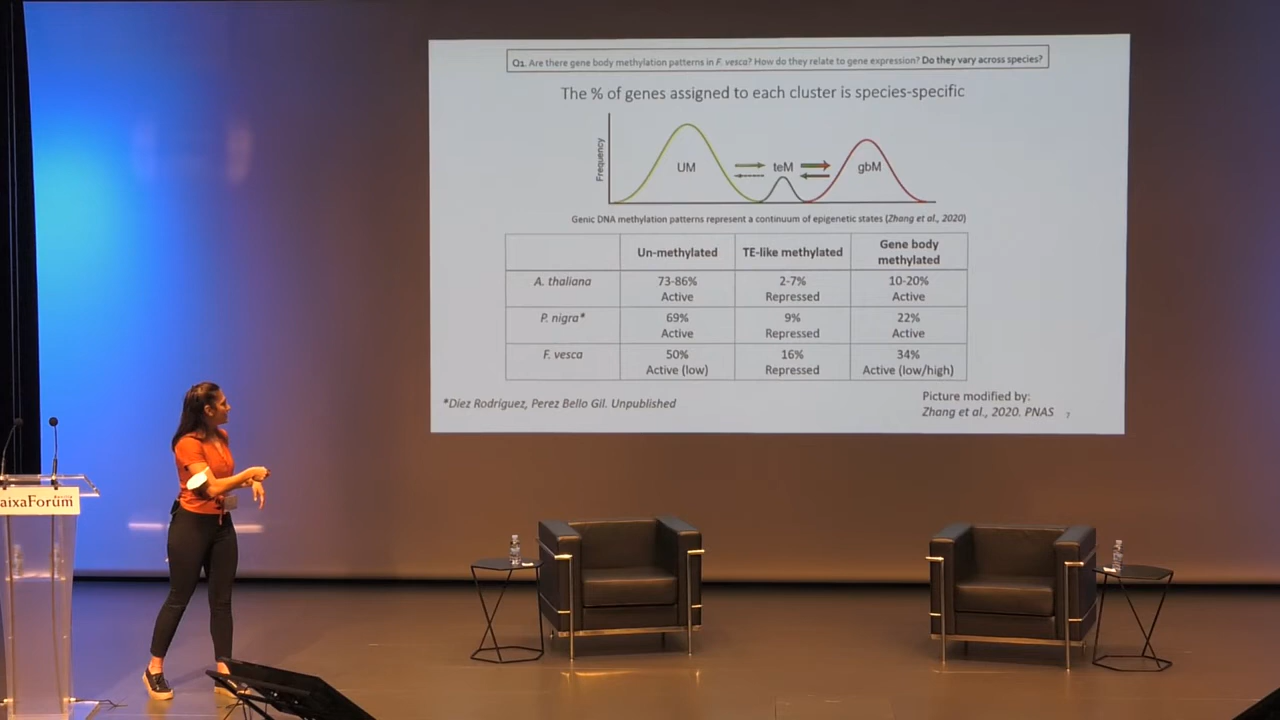 Q1. Are there gene body methylation patterns in F. vesca? How do they relate to gene expression? Do they vary across species?
The % of genes assigned to each cluster is species-specific
Frequency
UM
teM
gbM
Genic DNA methylation patterns represent a continuum of epigenetic states (Zhang et al., 2020)
Un-methylated
TE-like methylated
Gene body
methylated
A. thaliana
73-86%
Active
2-7%
Repressed
10-20%
Active
P. nigra*
69%
Active
9%
Repressed
22%
Active
F. vesca
50%
Active (low)
16%
Repressed
34%
Active (low/high)
*Díez Rodríguez, Perez Bello Gil. Unpublished
Picture modified by:
Zhang et al., 2020. PNAS
7
aixaForum